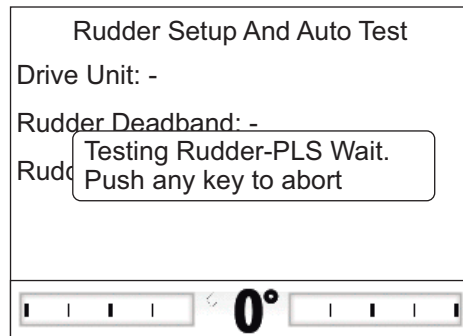 Rudder Setup And Auto Test
Drive Unit: -
Rudder Deadband: -
Testing Rudder-PLS Wait.
Push any key to abort
0°